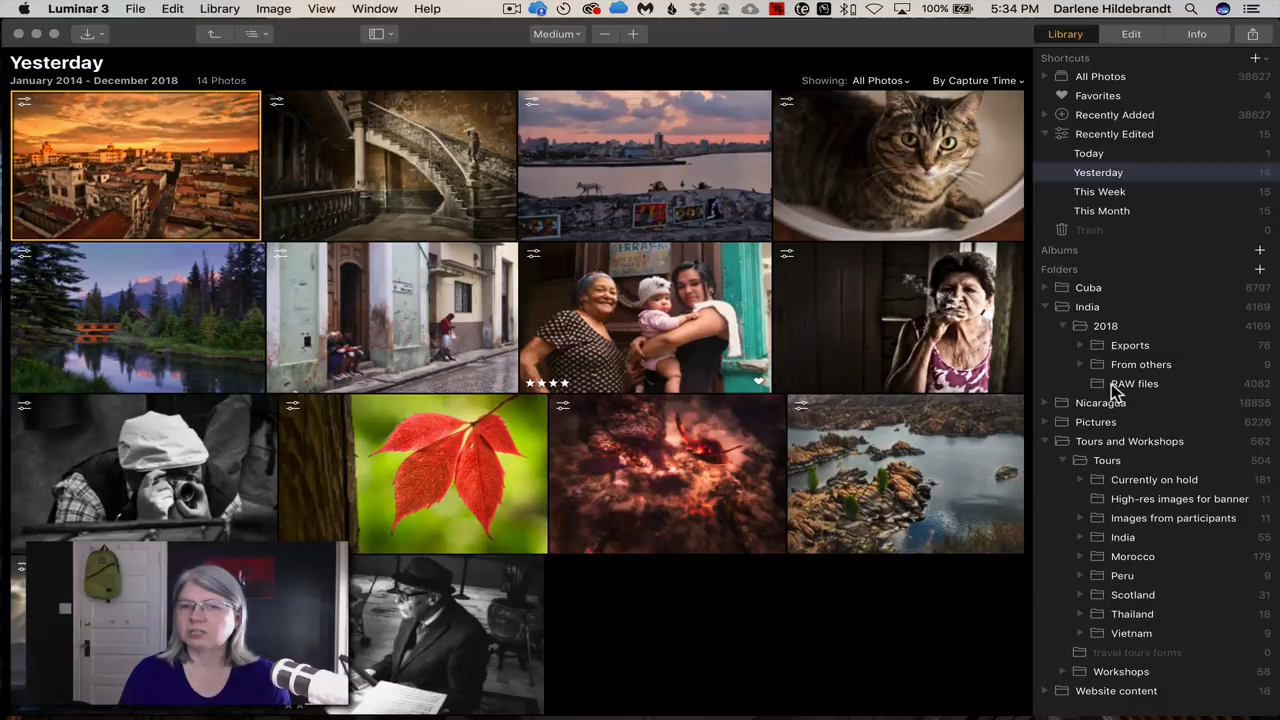 Luminar 3 File Edit Library Image View Window Help 100% 5:34 PM Darlene Hildebrandt
Medium Library Edit Info
Yesterday
January 2014 - December 2018 14 Photos Showing: All Photos By Capture Time
Shortcuts
All Photos 38627
Favorites 4
Recently Added 38627
Recently Edited 15
Today 1
Yesterday 14
This Week 15
This Month 15
Trash 0
Albums
Folders
Cuba 8797
India 4169
2018 4169
Exports 78
From others 9
RAW files 4082
Nicaragua 18855
Pictures 6226
Tours and Workshops 562
Tours 504
Currently on hold 181
High-res images for banner 11
Images from participants 11
India 55
Morocco 179
Peru 9
Scotland 31
Thailand 18
Vietnam 9
travel tours forms 0
Workshops 58
Website content 18